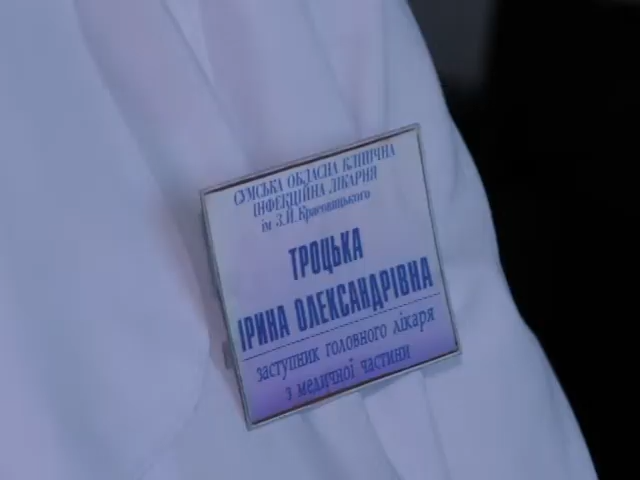 СУМСЬКА ОБЛАСНА КЛІНІЧНА
ІНФЕКЦІЙНА ЛІКАРНЯ
ім З.Й.Красовицького
ТРОЦЬКА
ІРИНА ОЛЕКСАНДРІВНА
заступник головного лікаря
з медичної частини